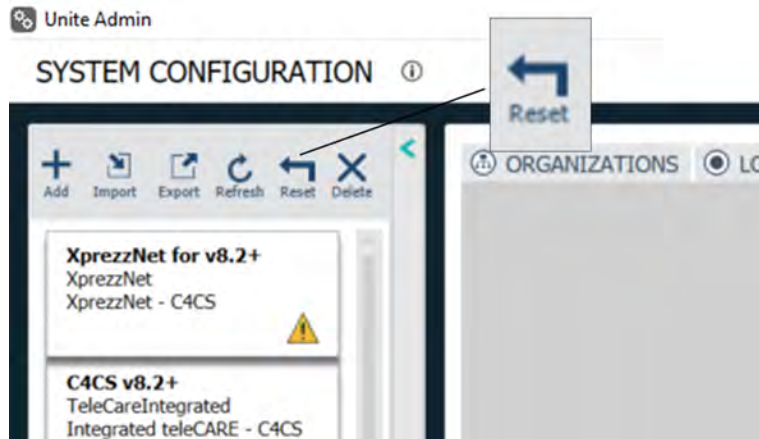 Unite Admin
SYSTEM CONFIGURATION
Reset
Add Import Export Refresh Reset Delete
ORGANIZATIONS LO
XprezzNet for v8.2+
XprezzNet
XprezzNet - C4CS
C4CS v8.2+
TeleCareIntegrated
Integrated teleCARE - C4CS